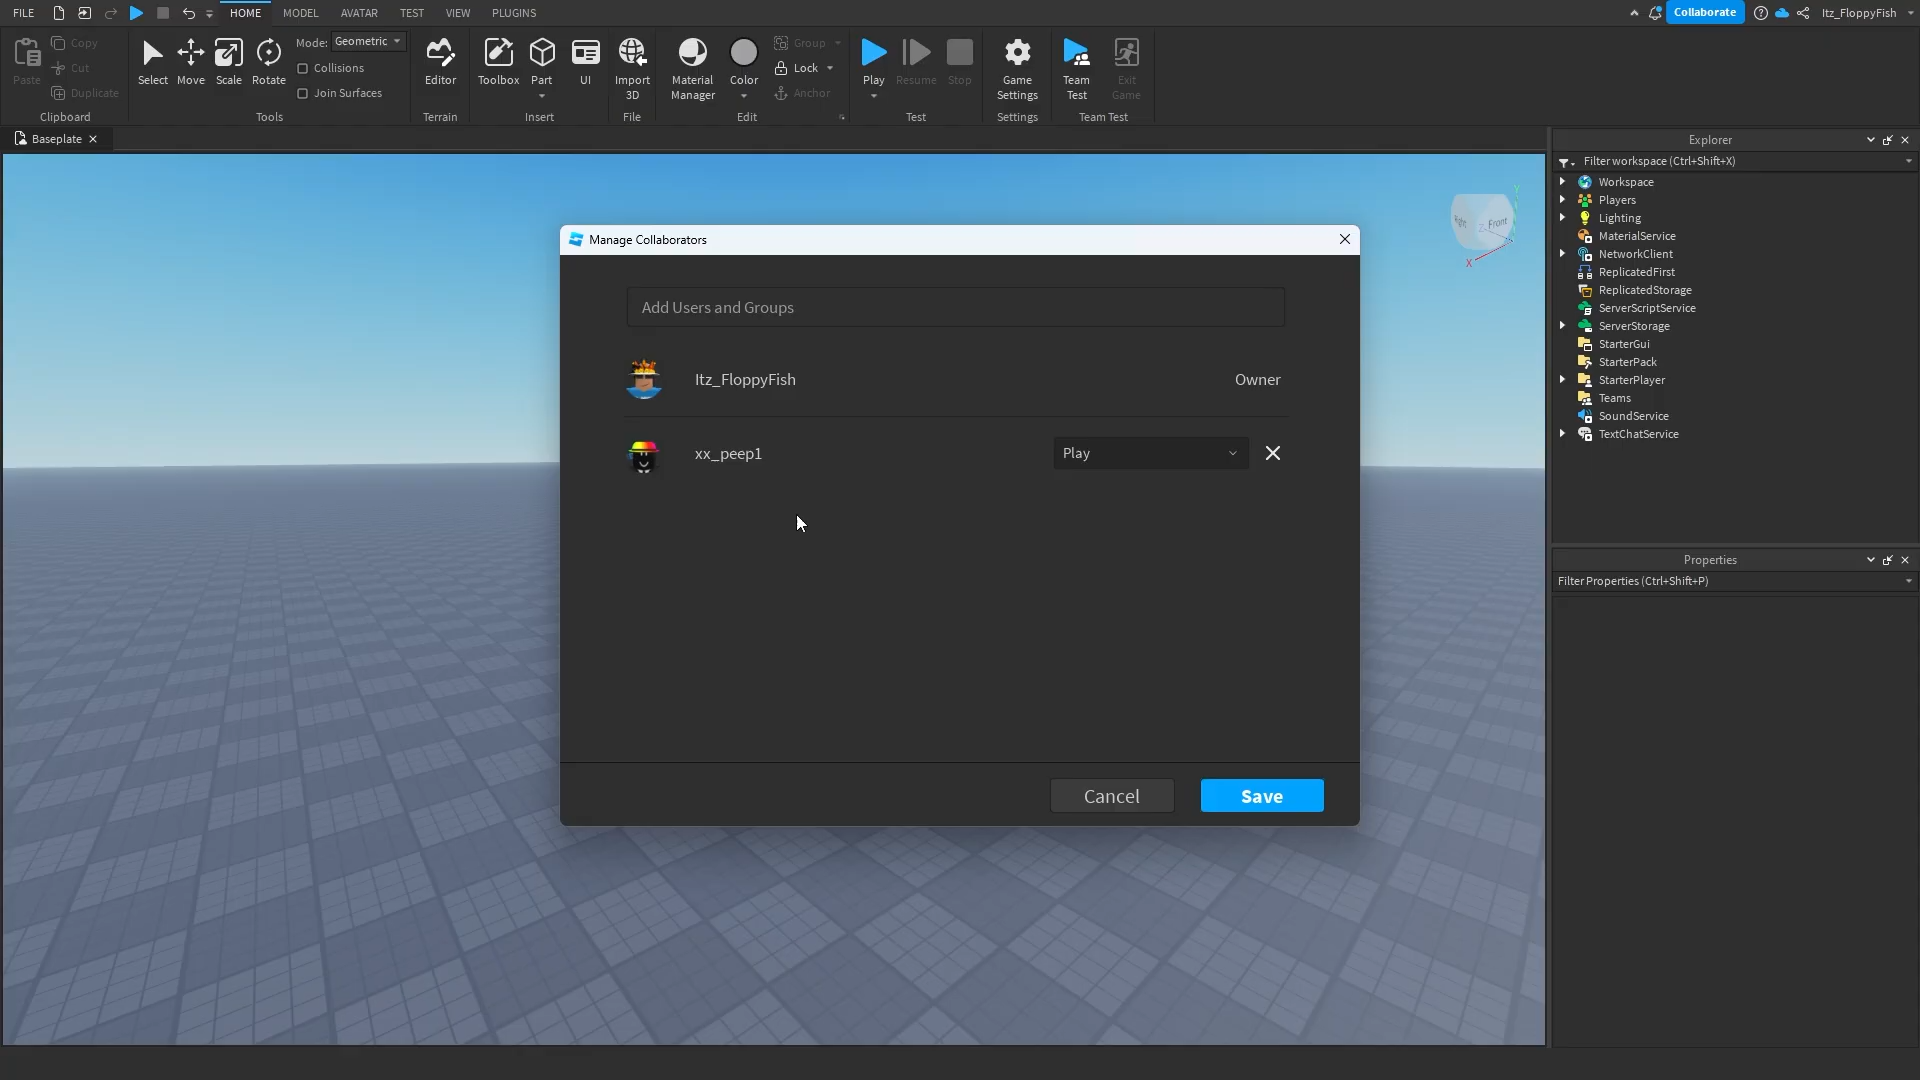 FILE HOME MODEL AVATAR TEST VIEW PLUGINS Collaborate Itz_FloppyFish
Paste Copy Cut Duplicate
Clipboard
Select Move Scale Rotate Mode: Geometric
Collisions
Join Surfaces
Tools
Editor
Terrain
Toolbox Part UI
Insert
Import 3D
File
Material Manager Color Group Lock Anchor
Edit
Play Resume Stop
Test
Game Settings
Settings
Team Test Exit Game
Team Test
Baseplate
Right Front
Y
Z
X
Manage Collaborators
Add Users and Groups
Itz_FloppyFish Owner
xx_peep1 Play
Cancel Save
Explorer
Filter workspace (Ctrl+Shift+X)
Workspace
Players
Lighting
MaterialService
NetworkClient
ReplicatedFirst
ReplicatedStorage
ServerScriptService
ServerStorage
StarterGui
StarterPack
StarterPlayer
Teams
SoundService
TextChatService
Properties
Filter Properties (Ctrl+Shift+P)